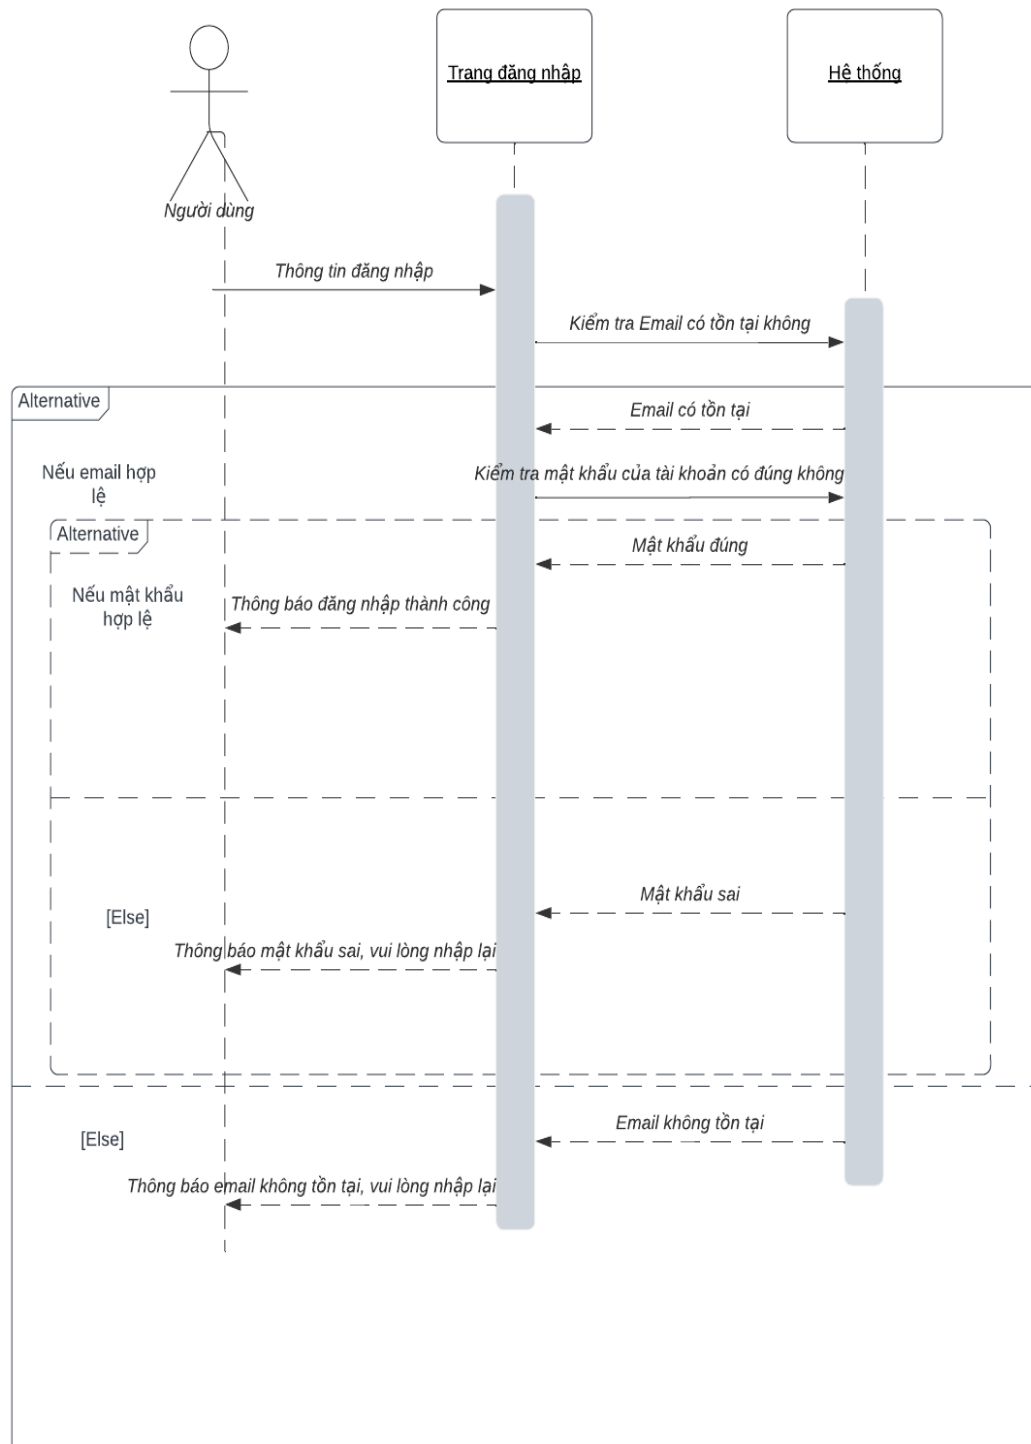 Trang đăng nhập
Hệ thống
Người dùng
Thông tin đăng nhập
Kiểm tra Email có tồn tại không
Alternative
Email có tồn tại
Nếu email hợp
lệ
Kiểm tra mật khẩu của tài khoản có đúng không
Alternative
Mật khẩu đúng
Nếu mật khẩu
hợp lệ
Thông báo đăng nhập thành công
Mật khẩu sai
[Else]
Thông báo mật khẩu sai, vui lòng nhập lại
Email không tồn tại
[Else]
Thông báo email không tồn tại, vui lòng nhập lại